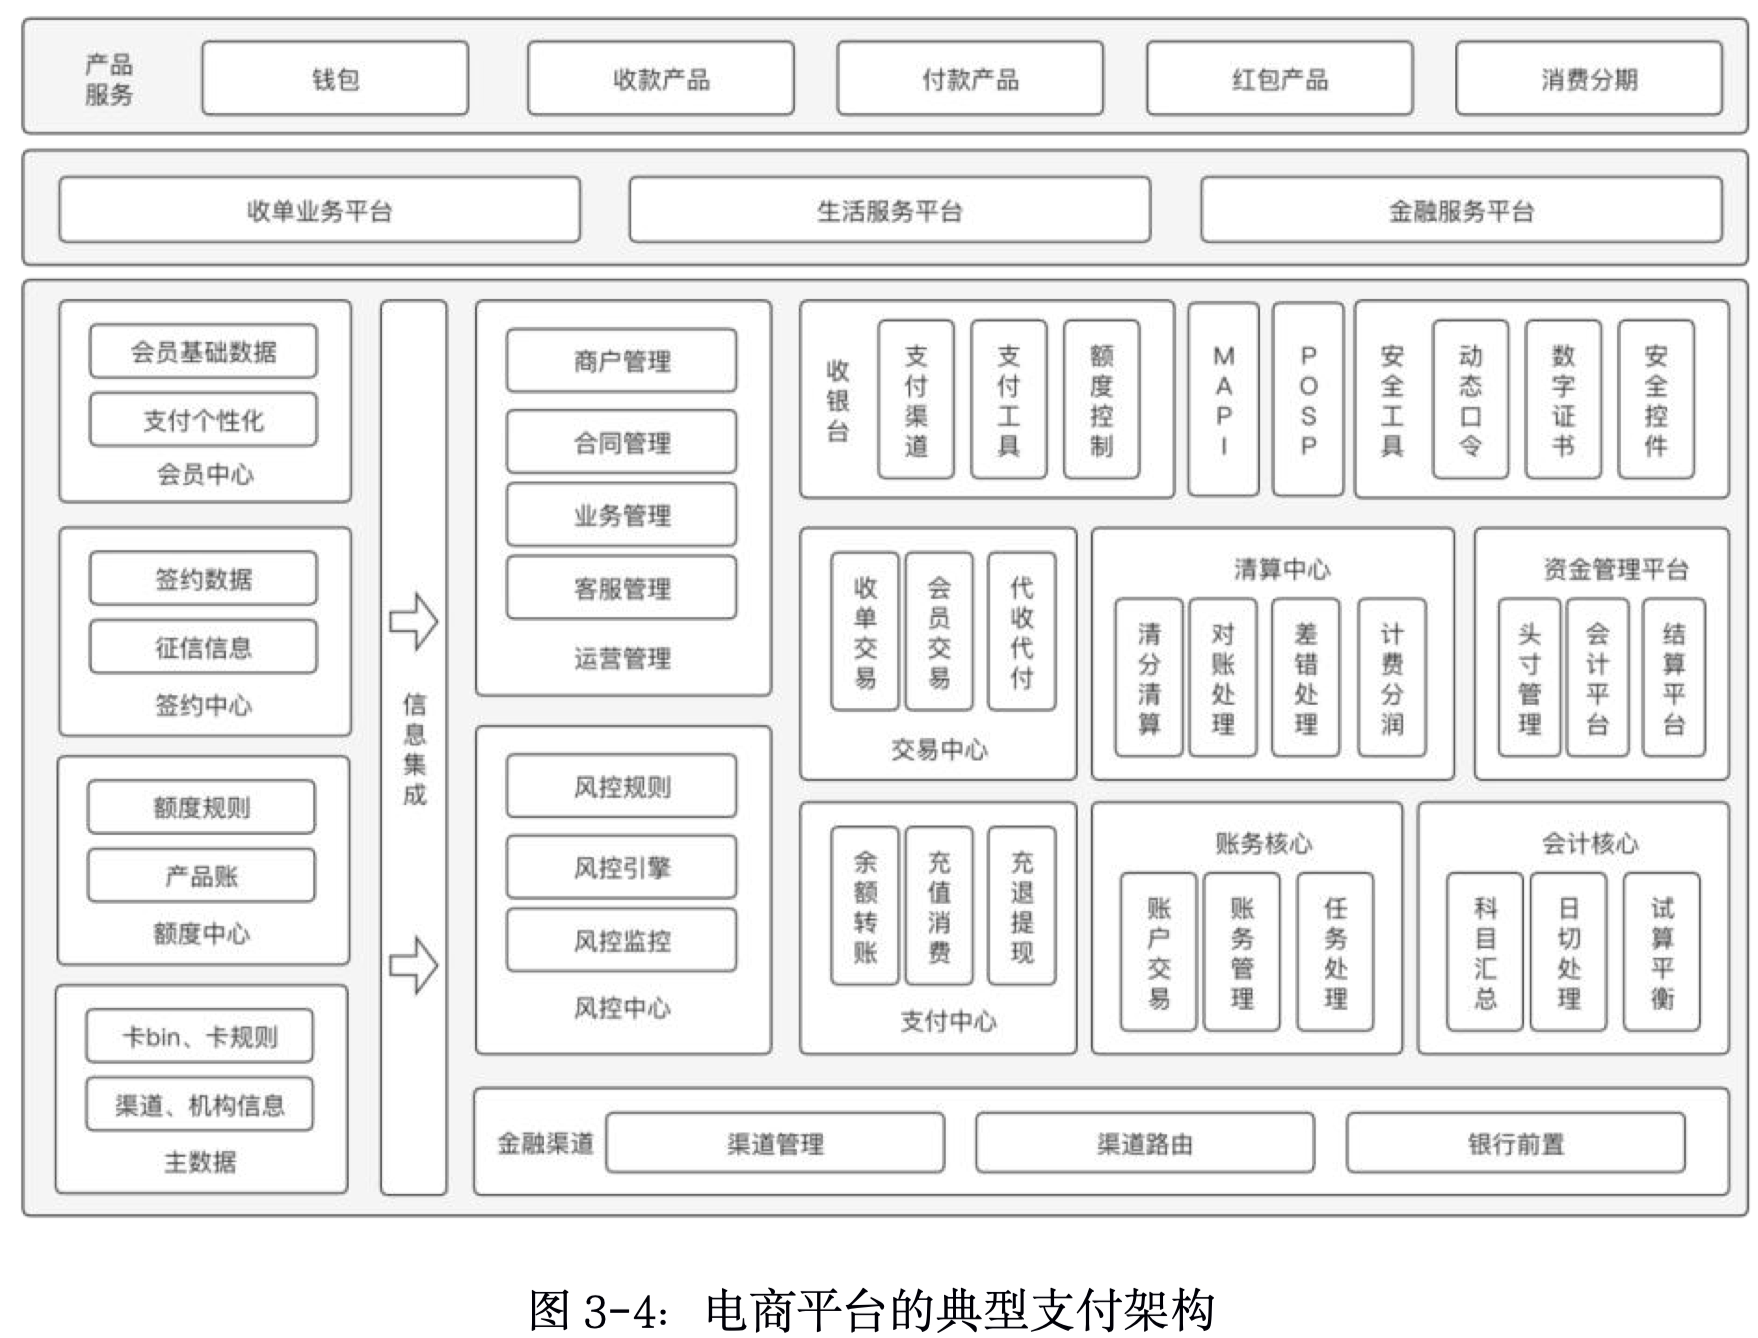 产品
服务
钱包
收款产品
付款产品
红包产品
消费分期
收单业务平台
生活服务平台
金融服务平台
会员基础数据
支付个性化
会员中心
签约数据
征信信息
签约中心
额度规则
产品账
额度中心
卡bin、卡规则
渠道、机构信息
主数据
信息集成
商户管理
合同管理
业务管理
客服管理
运营管理
风控规则
风控引擎
风控监控
风控中心
收银台
支付渠道
支付工具
额度控制
MAPI
POSP
安全工具
动态口令
数字证书
安全控件
收单交易
会员交易
代收代付
交易中心
清算中心
清分清算
对账处理
差错处理
计费分润
资金管理平台
头寸管理
会计平台
结算平台
余额转账
充值消费
充退提现
支付中心
账务核心
账户交易
账务管理
任务处理
会计核心
科目汇总
日切处理
试算平衡
金融渠道
渠道管理
渠道路由
银行前置
图 3-4：电商平台的典型支付架构